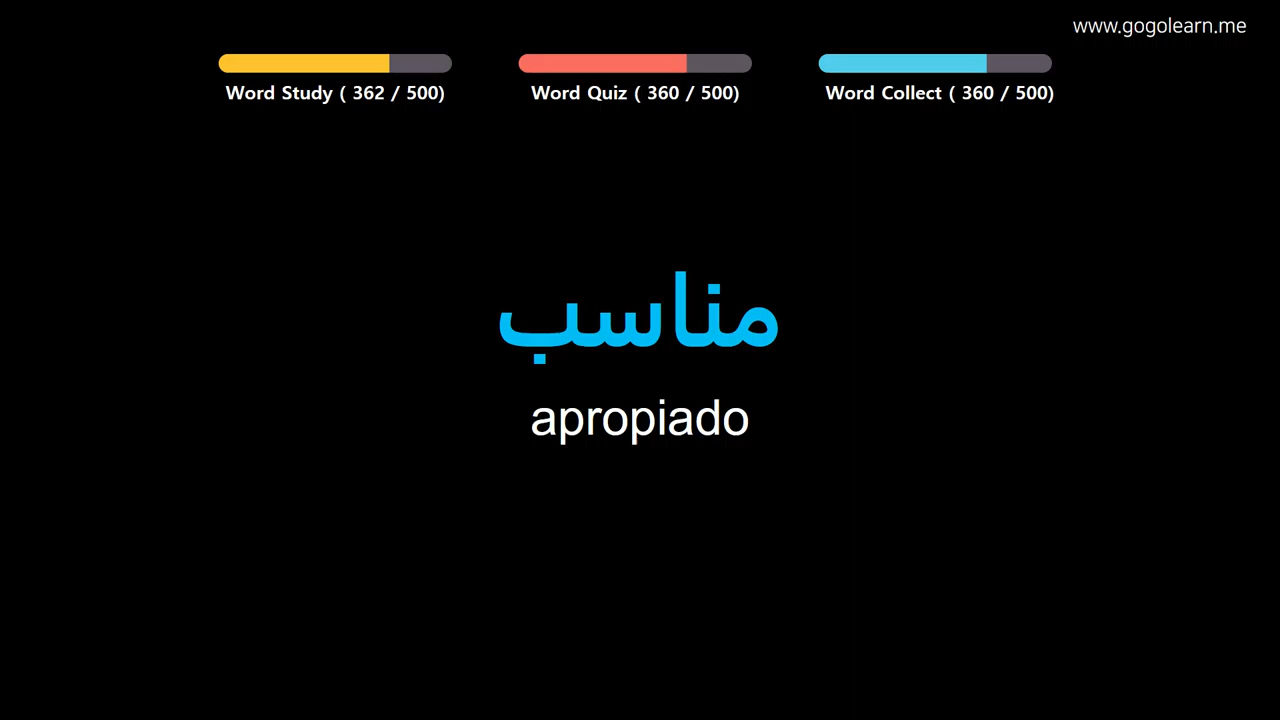 www.gogolearn.me
Word Study ( 362 / 500)
Word Quiz ( 360 / 500)
Word Collect ( 360 / 500)
مناسب
apropiado